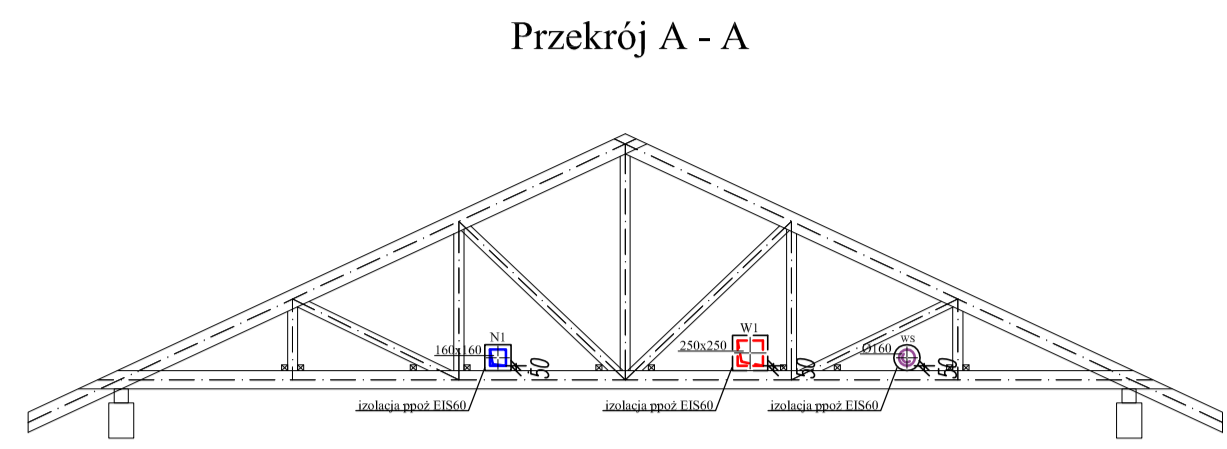 Przekrój A - A
N1
160x160
50
izolacja ppoż EIS60
W1
250x250
50
izolacja ppoż EIS60
WS
Ø160
50
izolacja ppoż EIS60